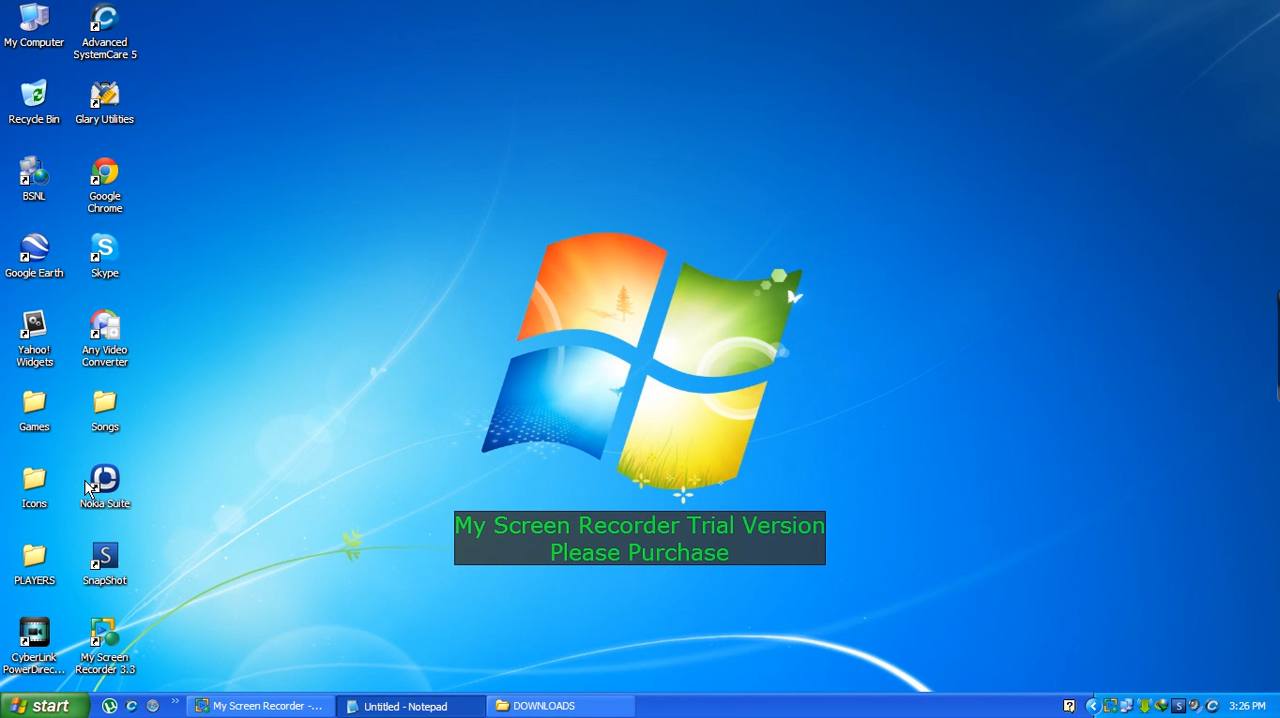 My Computer
Advanced
SystemCare 5
Recycle Bin
Glary Utilities
BSNL
Google
Chrome
Google Earth
Skype
Yahoo!
Widgets
Any Video
Converter
Games
Songs
Icons
Nokia Suite
PLAYERS
SnapShot
CyberLink
PowerDirec...
My Screen
Recorder 3.3
My Screen Recorder Trial Version
Please Purchase
start
My Screen Recorder -...
Untitled - Notepad
DOWNLOADS
3:26 PM